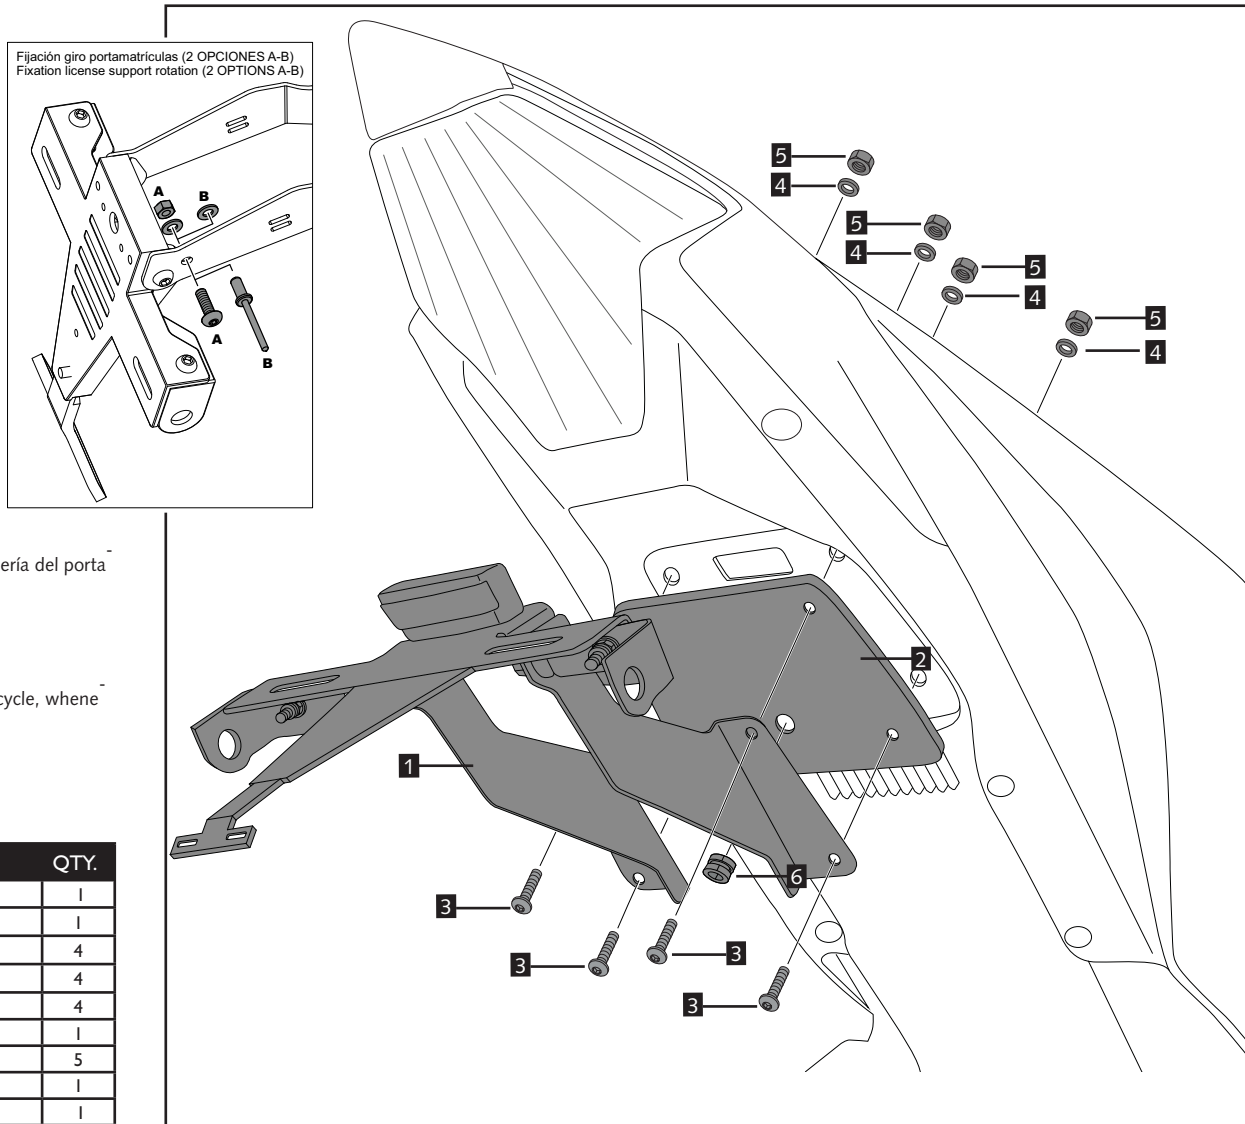 Fijación giro portamatrículas (2 OPCIONES A-B)
Fixation license support rotation (2 OPTIONS A-B)
A
B
A
B
5
4
5
4
5
4
5
4
-
ería del porta
2
-
cycle, whene
1
6
3
3
3
3
QTY.
1
1
4
4
4
1
5
1
1